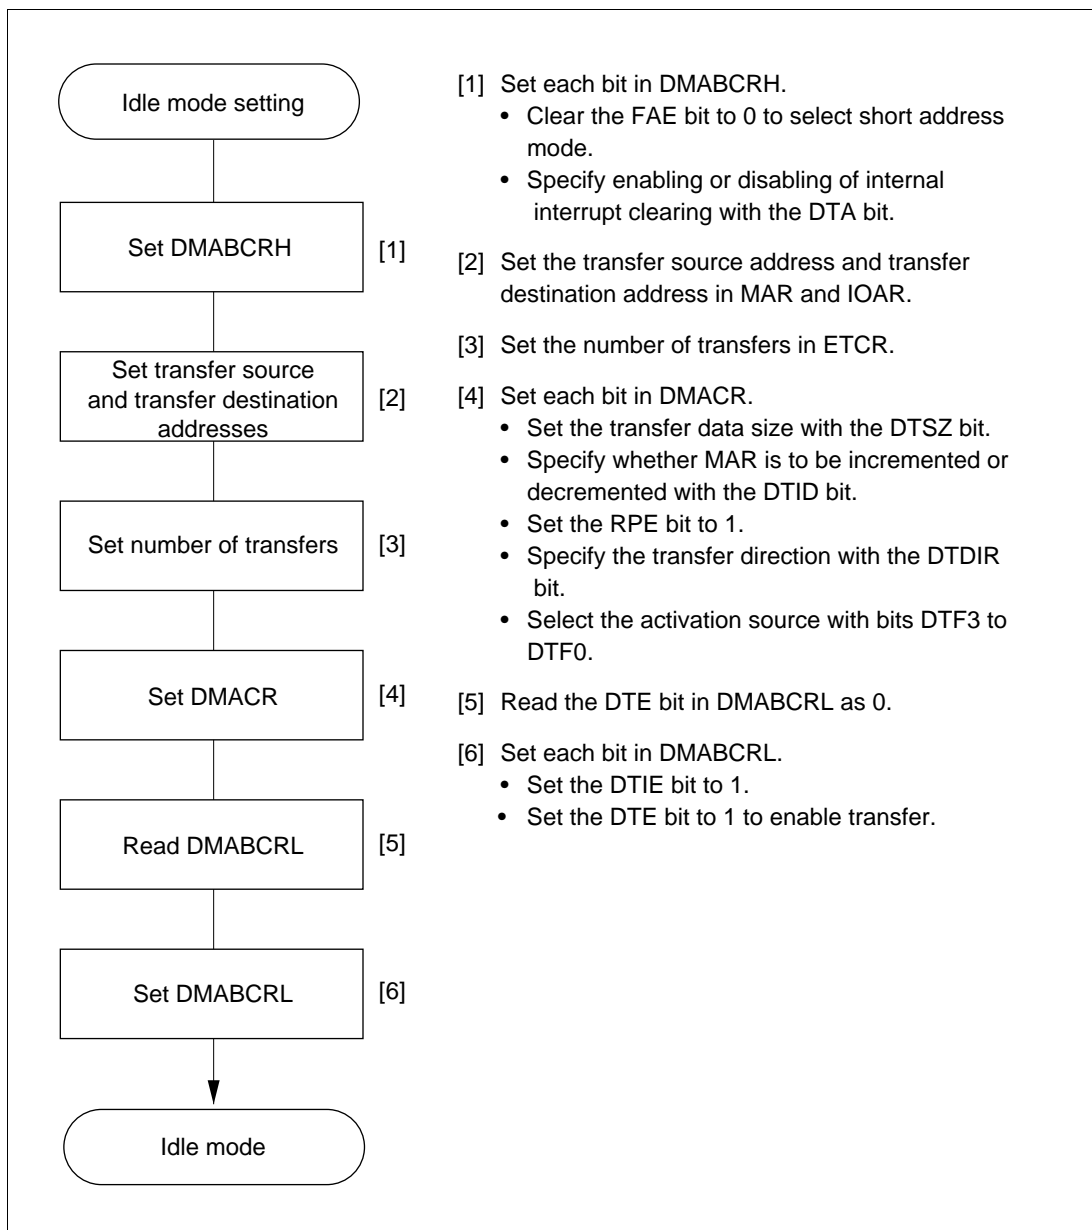 Idle mode setting
Set DMABCRH
[1]
Set transfer source
and transfer destination
addresses
[2]
Set number of transfers
[3]
Set DMACR
[4]
Read DMABCRL
[5]
Set DMABCRL
[6]
Idle mode
[1] Set each bit in DMABCRH.
• Clear the FAE bit to 0 to select short address
mode.
• Specify enabling or disabling of internal
interrupt clearing with the DTA bit.
[2] Set the transfer source address and transfer
destination address in MAR and IOAR.
[3] Set the number of transfers in ETCR.
[4] Set each bit in DMACR.
• Set the transfer data size with the DTSZ bit.
• Specify whether MAR is to be incremented or
decremented with the DTID bit.
• Set the RPE bit to 1.
• Specify the transfer direction with the DTDIR
bit.
• Select the activation source with bits DTF3 to
DTF0.
[5] Read the DTE bit in DMABCRL as 0.
[6] Set each bit in DMABCRL.
• Set the DTIE bit to 1.
• Set the DTE bit to 1 to enable transfer.